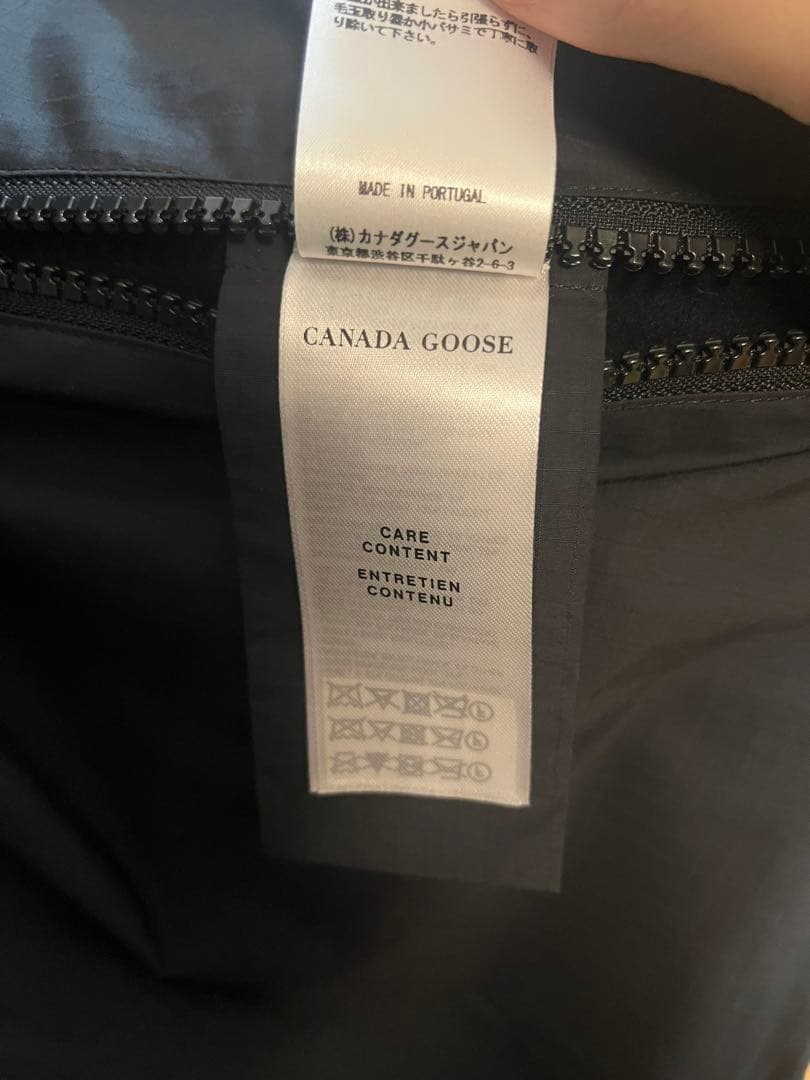 毛玉取り器か小バサミで丁寧に取
り除いて下さい。
MADE IN PORTUGAL
(株)カナダグースジャパン
東京都渋谷区千駄ヶ谷2-6-3
CANADA GOOSE
CARE
CONTENT
ENTRETIEN
CONTENU